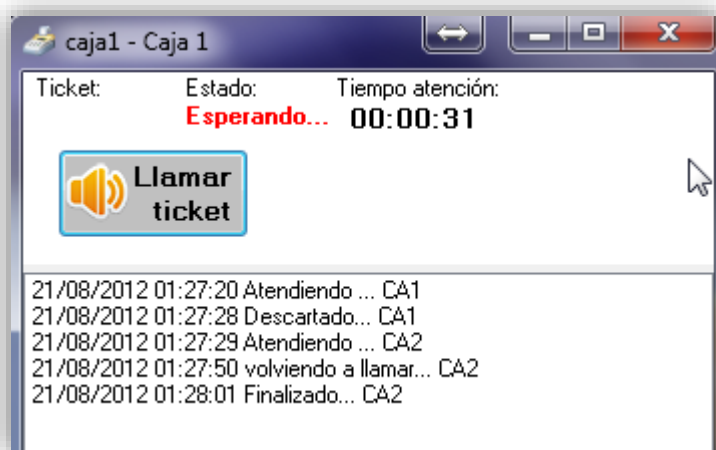 caja1 - Caja 1
Ticket: Estado: Tiempo atención:
Esperando... 00:00:31
Llamar
ticket
21/08/2012 01:27:20 Atendiendo ... CA1
21/08/2012 01:27:28 Descartado... CA1
21/08/2012 01:27:29 Atendiendo ... CA2
21/08/2012 01:27:50 volviendo a llamar... CA2
21/08/2012 01:28:01 Finalizado... CA2